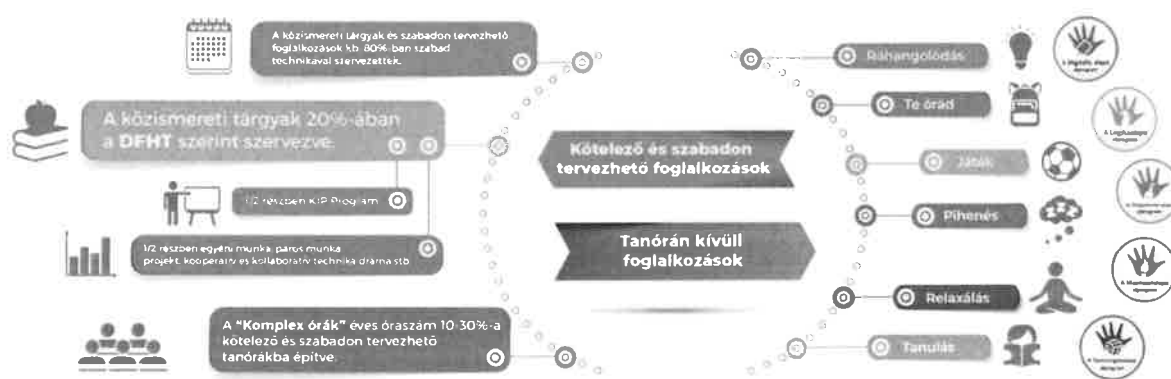 A közismereti tárgyak és szabadon tervezhető
foglalkozások kb. 80%-ban szabad
technikával szervezettek.
A közismereti tárgyak 20%-ában
a DFHT szerint szervezve.
1/2 részben KIP Program
1/2 részben egyéni munka, páros munka
projekt, kooperatív és kollaboratív technika dráma stb.
A "Komplex órák" éves óraszám 10-30%-a
kötelező és szabadon tervezhető
tanórákba építve.
Kötelező és szabadon
tervezhető foglalkozások
Tanórán kívüll
foglalkozások
Ráhangolódás
Te órád
Játék
Pihenés
Relaxálás
Tanulás